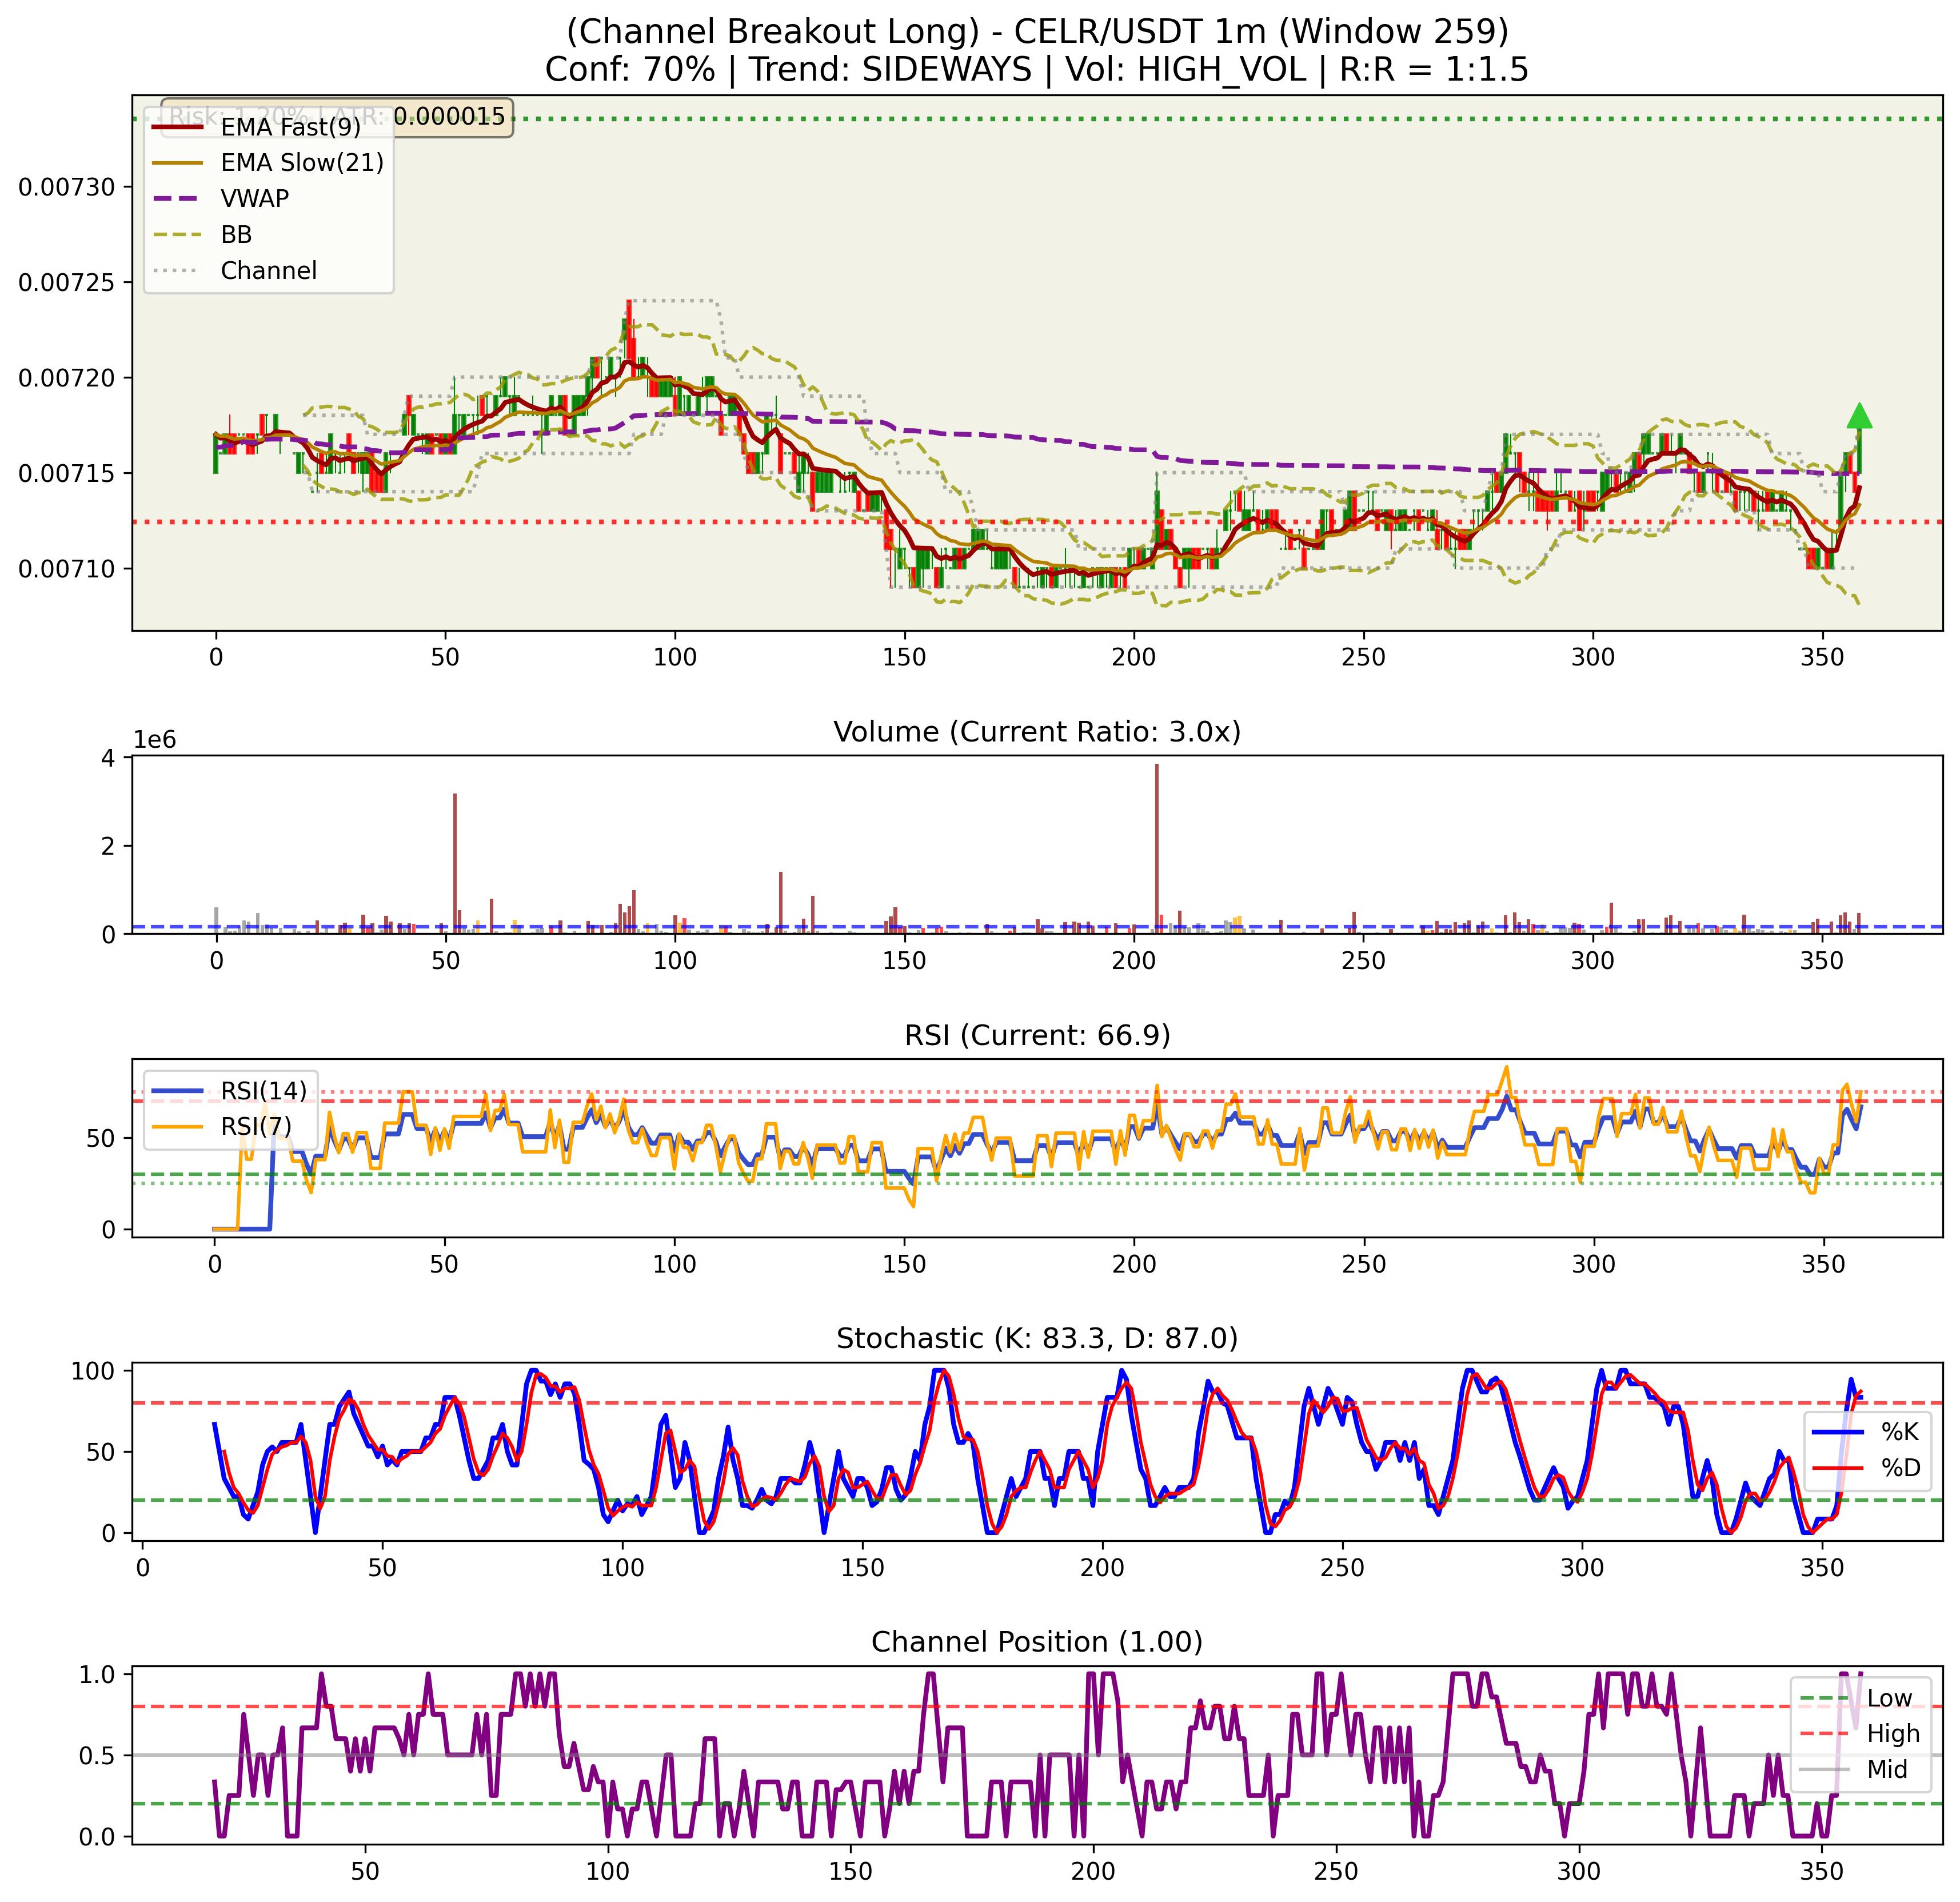 (Channel Breakout Long) - CELR/USDT 1m (Window 259)
Conf: 70% | Trend: SIDEWAYS | Vol: HIGH_VOL | R:R = 1:1.5
Risk: 1.20% | ATR: 0.000015
EMA Fast(9)
EMA Slow(21)
VWAP
BB
Channel
0.00730
0.00725
0.00720
0.00715
0.00710
0 50 100 150 200 250 300 350
Volume (Current Ratio: 3.0x)
1e6
4
2
0
0 50 100 150 200 250 300 350
RSI (Current: 66.9)
RSI(14)
RSI(7)
50
0
0 50 100 150 200 250 300 350
Stochastic (K: 83.3, D: 87.0)
100
50
0
%K
%D
0 50 100 150 200 250 300 350
Channel Position (1.00)
1.0
0.5
0.0
Low
High
Mid
50 100 150 200 250 300 350